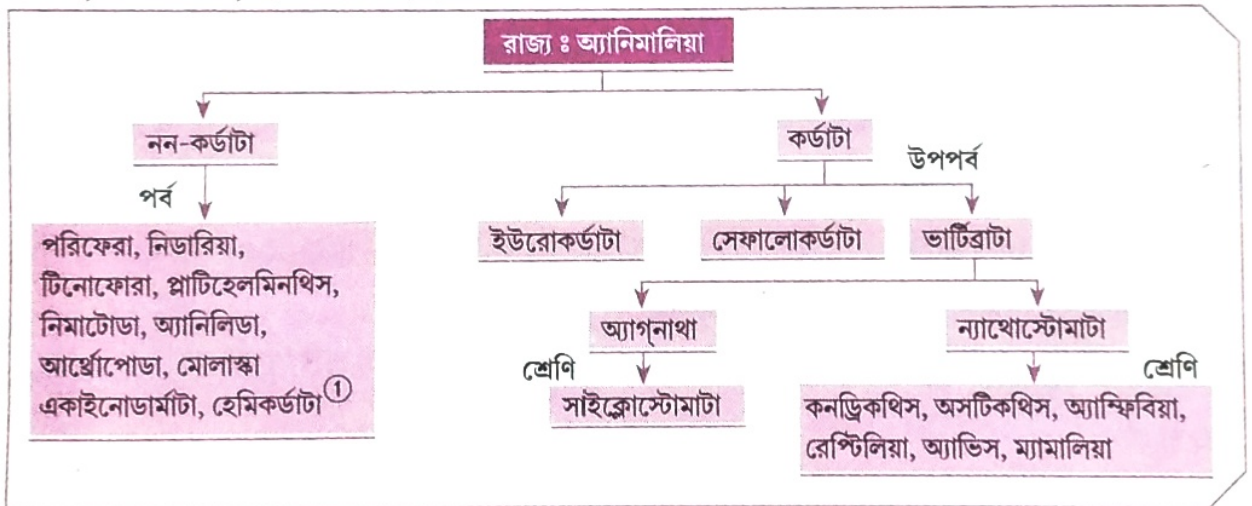 রাজ্য ঃ অ্যানিমালিয়া
নন-কর্ডাটা
পর্ব
পরিফেরা, নিডারিয়া,
টিনোফোরা, প্লাটিহেলমিনথিস,
নিমাটোডা, অ্যানিলিডা,
আর্থ্রোপোডা, মোলাস্কা
একাইনোডার্মাটা, হেমিকর্ডাটা ①
কর্ডাটা
উপপর্ব
ইউরোকর্ডাটা
সেফালোকর্ডাটা
ভার্টিব্রাটা
অ্যাগ্‌নাথা
শ্রেণি
সাইক্লোস্টোমাটা
ন্যাথোস্টোমাটা
শ্রেণি
কনড্রিকথিস, অসটিকথিস, অ্যাম্ফিবিয়া,
রেপ্টিলিয়া, অ্যাভিস, ম্যামালিয়া